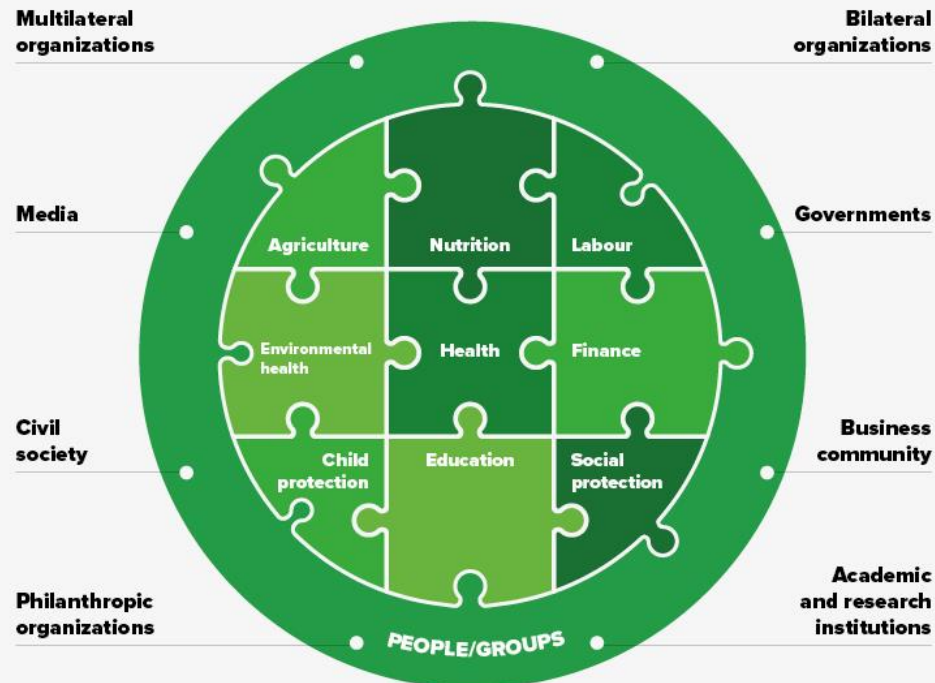 Multilateral
organizations
Bilateral
organizations
Media
Governments
Agriculture
Nutrition
Labour
Environmental
health
Health
Finance
Civil
society
Business
community
Child
protection
Education
Social
protection
Philanthropic
organizations
Academic
and research
institutions
PEOPLE/GROUPS